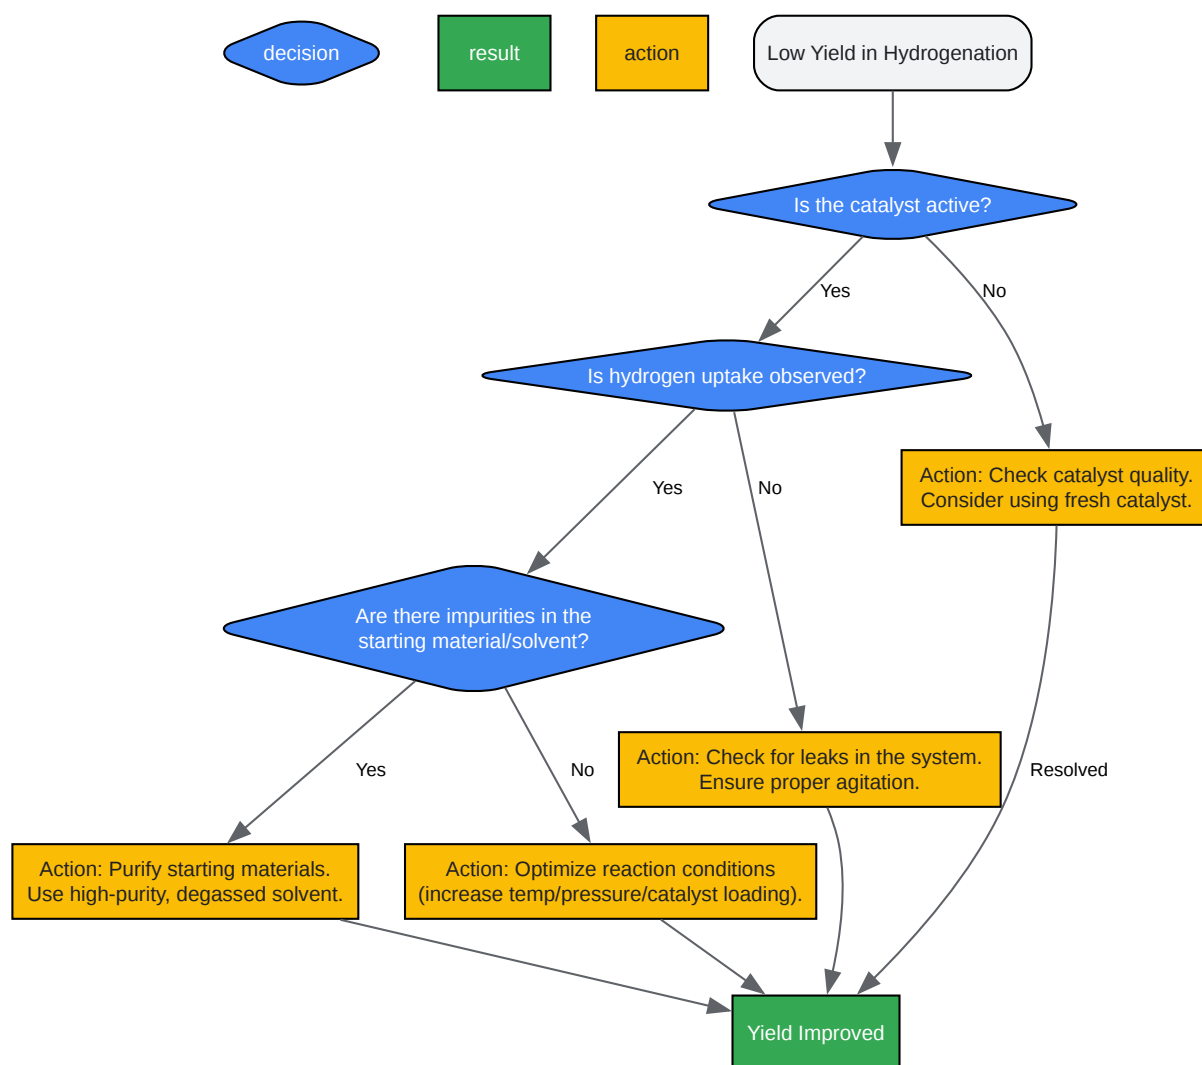 decision
result
action
Low Yield in Hydrogenation
Is the catalyst active?
Yes
No
Is hydrogen uptake observed?
Action: Check catalyst quality.
Consider using fresh catalyst.
Yes
No
Are there impurities in the
starting material/solvent?
Action: Check for leaks in the system.
Ensure proper agitation.
Yes
No
Resolved
Action: Purify starting materials.
Use high-purity, degassed solvent.
Action: Optimize reaction conditions
(increase temp/pressure/catalyst loading).
Yield Improved